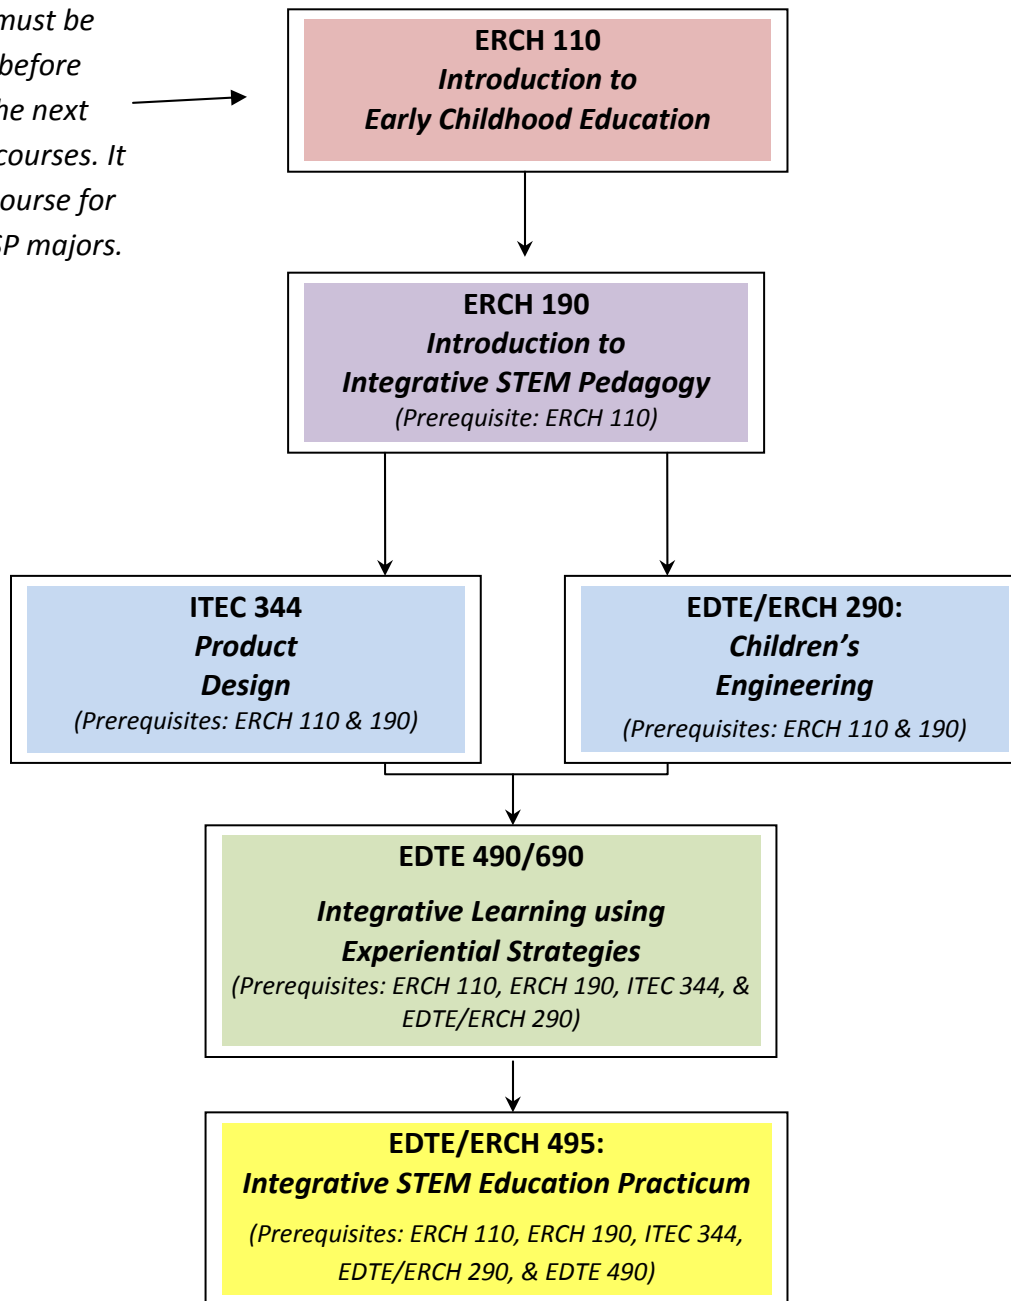 must be
before
he next
courses. It
ourse for
SP majors.
ERCH 110
Introduction to
Early Childhood Education
ERCH 190
Introduction to
Integrative STEM Pedagogy
(Prerequisite: ERCH 110)
ITEC 344
Product
Design
(Prerequisites: ERCH 110 & 190)
EDTE/ERCH 290:
Children’s
Engineering
(Prerequisites: ERCH 110 & 190)
EDTE 490/690
Integrative Learning using
Experiential Strategies
(Prerequisites: ERCH 110, ERCH 190, ITEC 344, &
EDTE/ERCH 290)
EDTE/ERCH 495:
Integrative STEM Education Practicum
(Prerequisites: ERCH 110, ERCH 190, ITEC 344,
EDTE/ERCH 290, & EDTE 490)